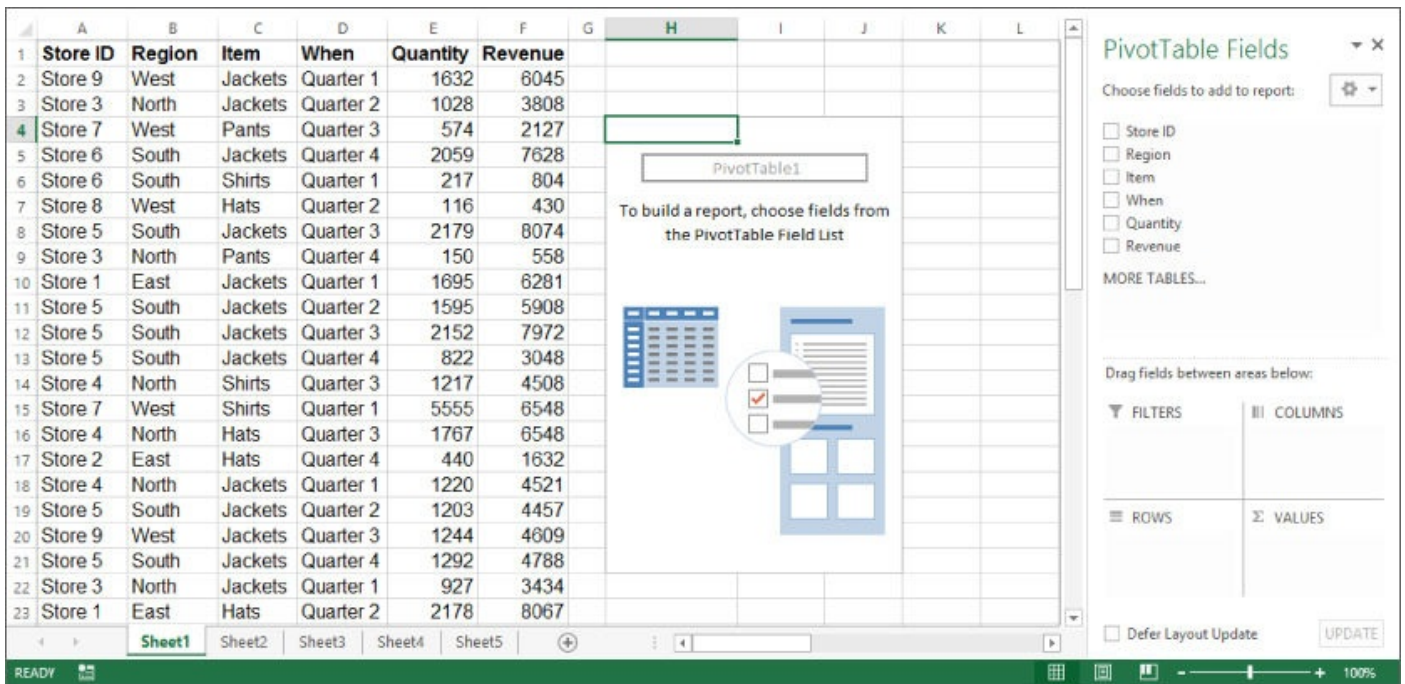 A B C D E F G H I J K L
1 Store ID Region Item When Quantity Revenue
2 Store 9 West Jackets Quarter 1 1632 6045
3 Store 3 North Jackets Quarter 2 1028 3808
4 Store 7 West Pants Quarter 3 574 2127
5 Store 6 South Jackets Quarter 4 2059 7628
6 Store 6 South Shirts Quarter 1 217 804
7 Store 8 West Hats Quarter 2 116 430
8 Store 5 South Jackets Quarter 3 2179 8074
9 Store 3 North Pants Quarter 4 150 558
10 Store 1 East Jackets Quarter 1 1695 6281
11 Store 5 South Jackets Quarter 2 1595 5908
12 Store 5 South Jackets Quarter 3 2152 7972
13 Store 5 South Jackets Quarter 4 822 3048
14 Store 4 North Shirts Quarter 3 1217 4508
15 Store 7 West Shirts Quarter 1 5555 6548
16 Store 4 North Hats Quarter 3 1767 6548
17 Store 2 East Hats Quarter 4 440 1632
18 Store 4 North Jackets Quarter 1 1220 4521
19 Store 5 South Jackets Quarter 2 1203 4457
20 Store 9 West Jackets Quarter 3 1244 4609
21 Store 5 South Jackets Quarter 4 1292 4788
22 Store 3 North Jackets Quarter 1 927 3434
23 Store 1 East Hats Quarter 2 2178 8067
PivotTable1
To build a report, choose fields from
the PivotTable Field List
Sheet1 Sheet2 Sheet3 Sheet4 Sheet5
READY 100%
PivotTable Fields
Choose fields to add to report:
Store ID
Region
Item
When
Quantity
Revenue
MORE TABLES...
Drag fields between areas below:
FILTERS COLUMNS
ROWS Σ VALUES
Defer Layout Update UPDATE